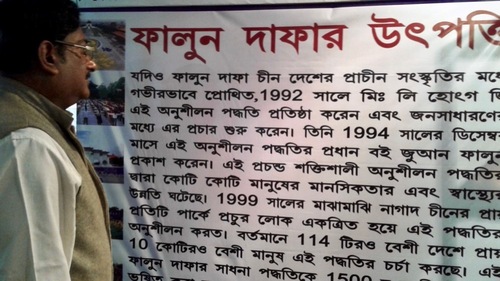 ফালুন দাফার উৎপত্তি
যদিও ফালুন দাফা চীন দেশের প্রাচীন সংস্কৃতির মধ্যে
গভীরভাবে প্রোথিত,1992 সালে মিঃ লি হোংগ
এই অনুশীলন পদ্ধতি প্রতিষ্ঠা করেন এবং জনসাধারণের
মধ্যে এর প্রচার শুরু করেন। তিনি 1994 সালের ডিসেম্বর
মাসে এই অনুশীলন পদ্ধতির প্রধান বই জুআন ফালুন
প্রকাশ করেন। এই প্রচন্ড শক্তিশালী অনুশীলন পদ্ধতির
দ্বারা কোটি কোটি মানুষের মানসিকতার এবং স্বাস্থ্যের
উন্নতি ঘটেছে। 1999 সালের মাঝামাঝি নাগাদ চীনের প্রায়
প্রতিটি পার্কে প্রচুর লোক একত্রিত হয়ে এই পদ্ধতির
অনুশীলন করত। বর্তমানে 114 টিরও বেশী দেশে প্রায়
10 কোটিরও বেশী মানুষ এই পদ্ধতির চর্চা করছে। এই
ফালুন দাফার সাধনা পদ্ধতিকে 1500